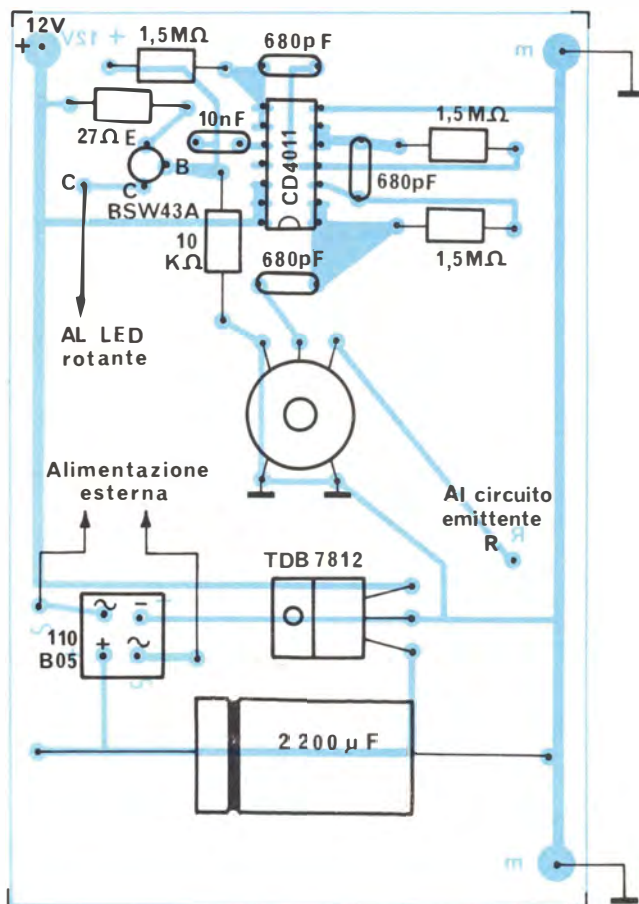 12V
+
+ 12V
1,5MΩ
680pF
m
27Ω
E
10nF
CD4011
1,5MΩ
B
C
C
BSW43A
680pF
10
KΩ
680pF
1,5MΩ
AL LED
rotante
Alimentazione
esterna
Al circuito
emittente
R
R
TDB 7812
~
−
110
B05
+
~
2200µF
m